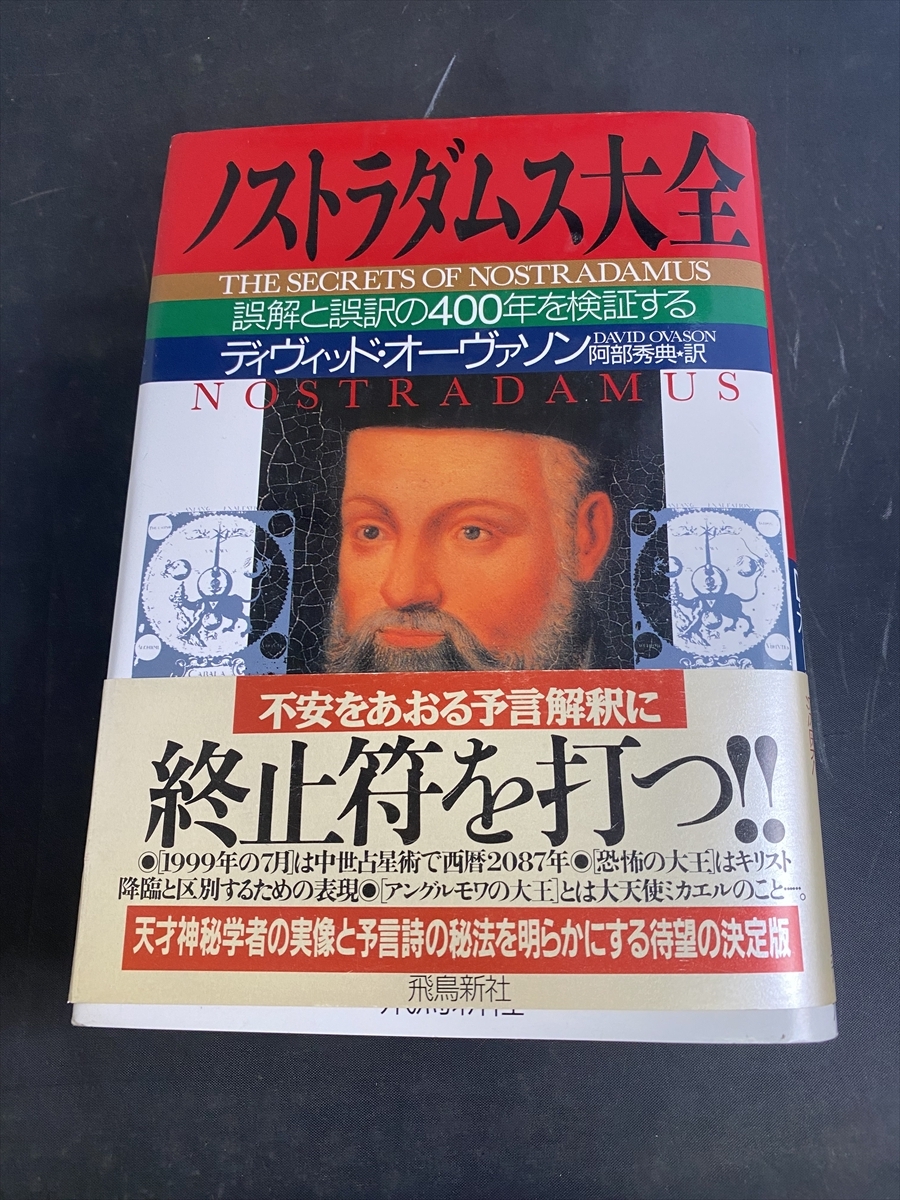 ノストラダムス大全
THE SECRETS OF NOSTRADAMUS
誤解と誤訳の400年を検証する
ディヴィッド・オーヴァソン
DAVID OVASON
阿部秀典★訳
NOSTRADAMUS
CABALA
不安をあおる予言解釈に
終止符を打つ!!
●[1999年の7月]は中世占星術で西暦2087年●[恐怖の大王]はキリスト
降臨と区別するための表現●[アングルモワの大王]とは大天使ミカエルのこと……。
天才神秘学者の実像と予言詩の秘法を明らかにする待望の決定版
飛鳥新社